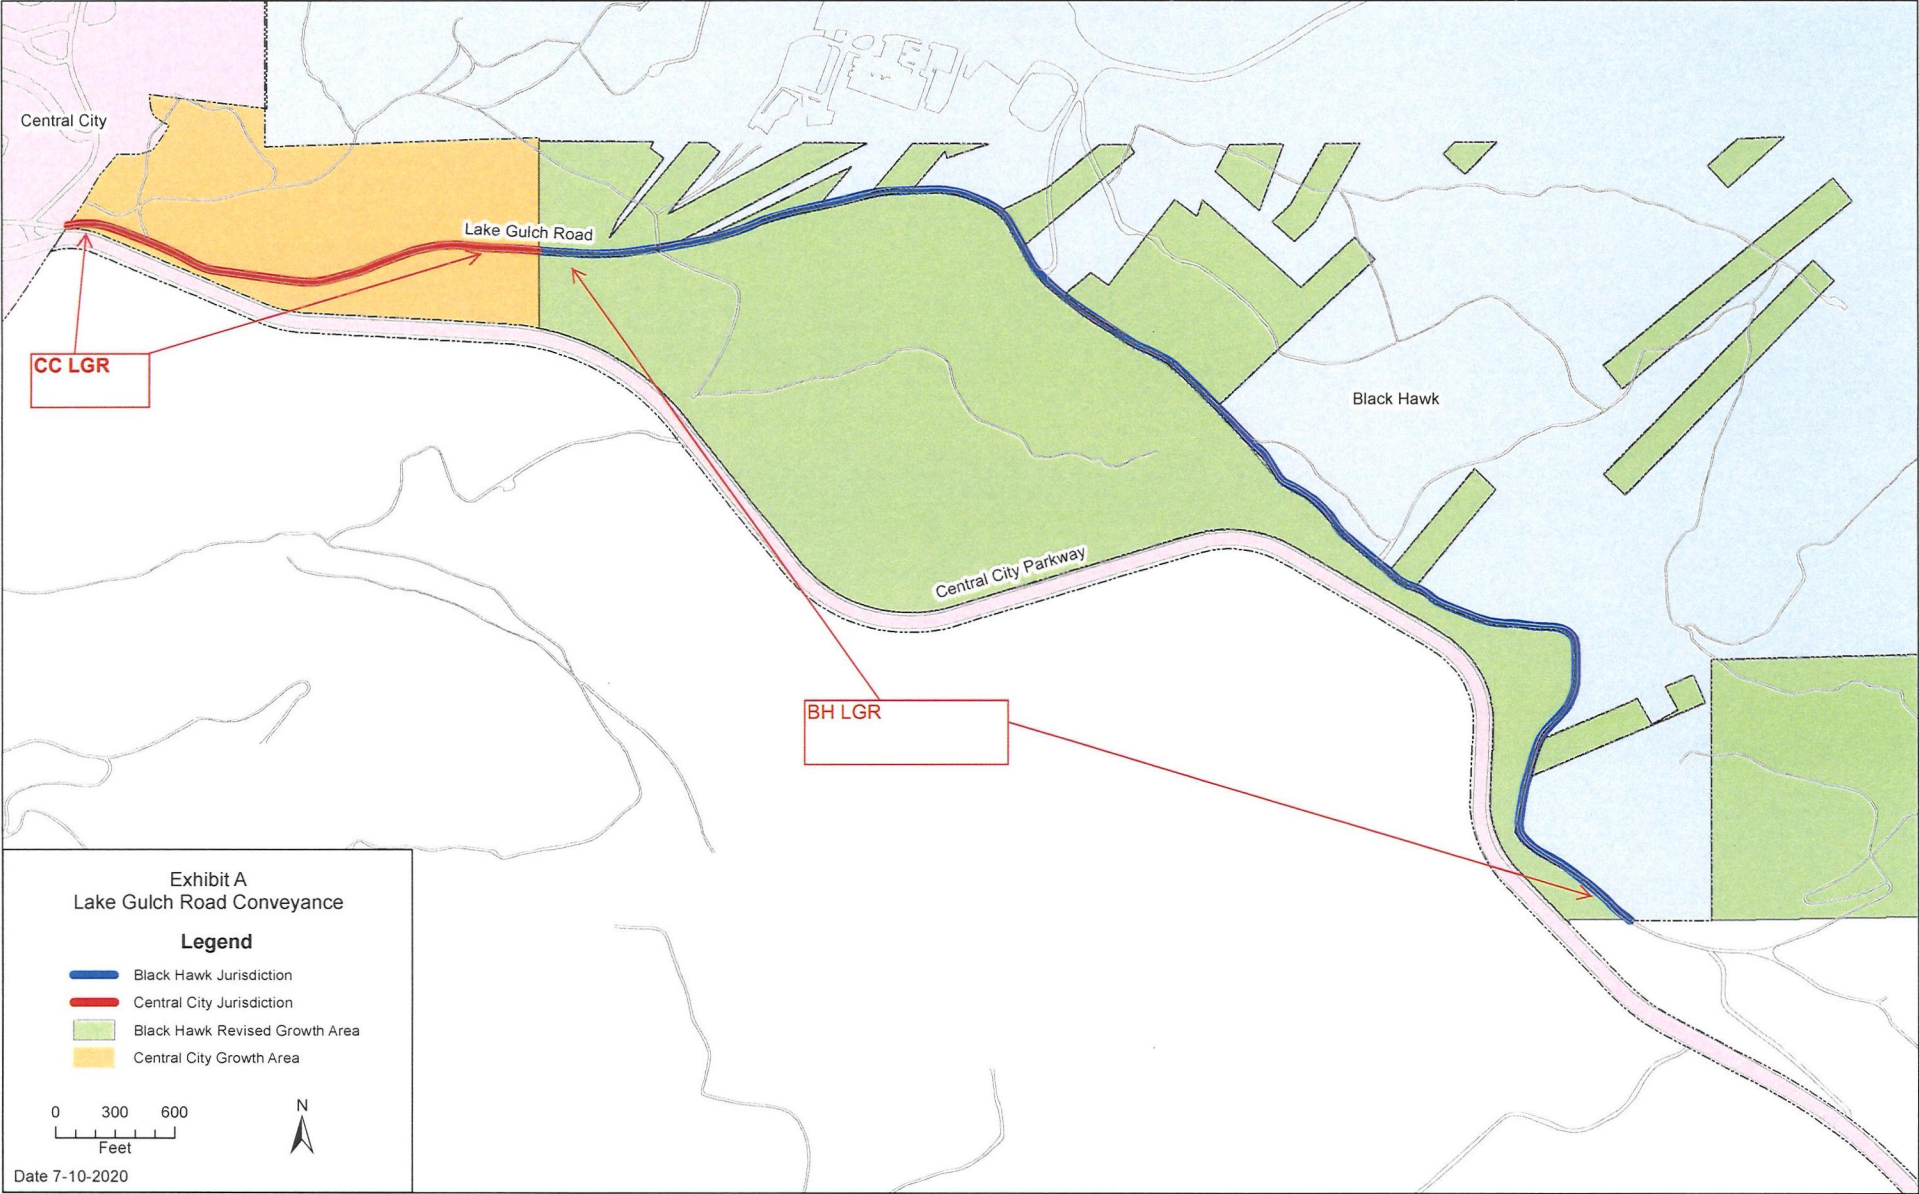 Central City
Lake Gulch Road
CC LGR
Black Hawk
Central City Parkway
BH LGR
Exhibit A
Lake Gulch Road Conveyance
Legend
Black Hawk Jurisdiction
Central City Jurisdiction
Black Hawk Revised Growth Area
Central City Growth Area
0 300 600
Feet
N
Date 7-10-2020